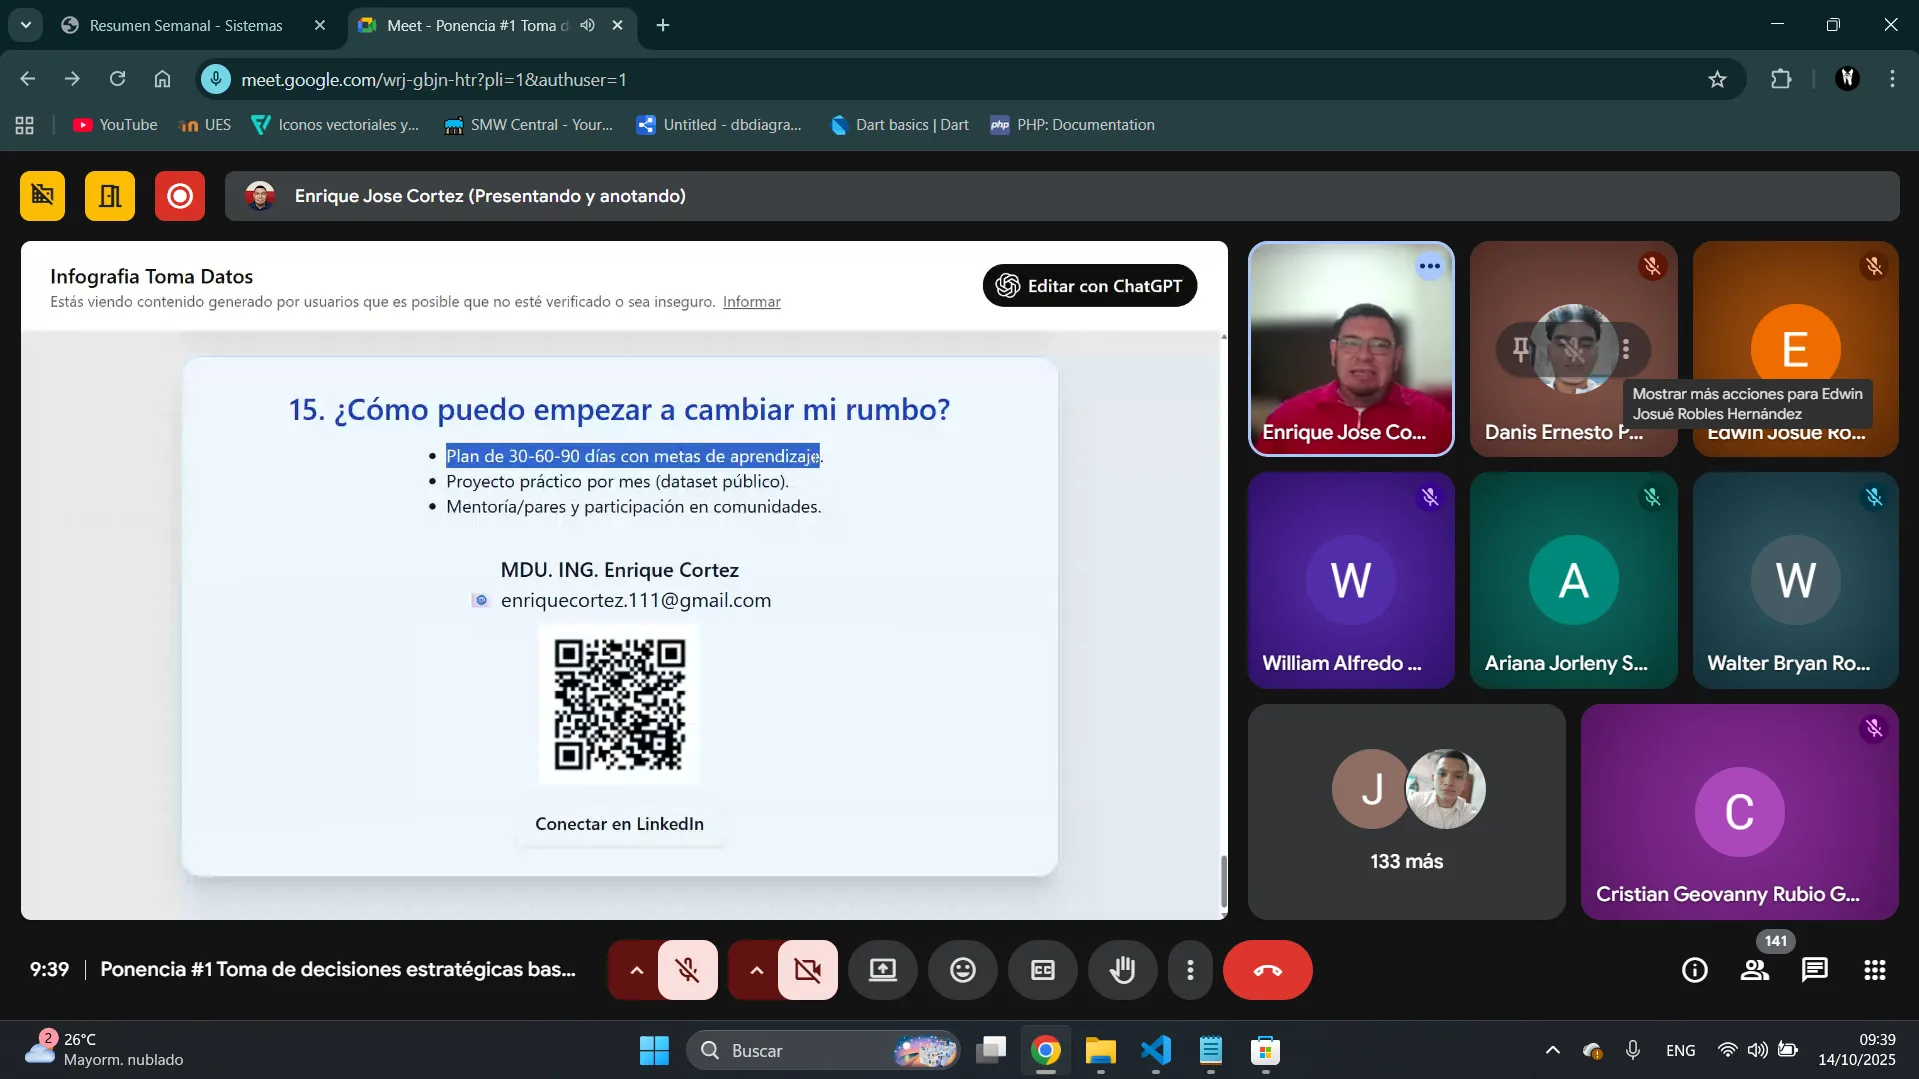 Resumen Semanal - Sistemas
Meet - Ponencia #1 Toma d
meet.google.com/wrj-gbjn-htr?pli=1&authuser=1
YouTube
UES
Iconos vectoriales y...
SMW Central - Your...
Untitled - dbdiagra...
Dart basics | Dart
php
PHP: Documentation
Enrique Jose Cortez (Presentando y anotando)
Infografia Toma Datos
Estás viendo contenido generado por usuarios que es posible que no esté verificado o sea inseguro. Informar
Editar con ChatGPT
15. ¿Cómo puedo empezar a cambiar mi rumbo?
• Plan de 30-60-90 días con metas de aprendizaje.
• Proyecto práctico por mes (dataset público).
• Mentoría/pares y participación en comunidades.
MDU. ING. Enrique Cortez
enriquecortez.111@gmail.com
Conectar en LinkedIn
Enrique Jose Co...
Danis Ernesto P...
E
Mostrar más acciones para Edwin
Josué Robles Hernández
Edwin Josué Ro...
W
William Alfredo ...
A
Ariana Jorleny S...
W
Walter Bryan Ro...
J
133 más
C
Cristian Geovanny Rubio G...
9:39
Ponencia #1 Toma de decisiones estratégicas bas...
141
2
26°C
Mayorm. nublado
Buscar
ENG
09:39
14/10/2025